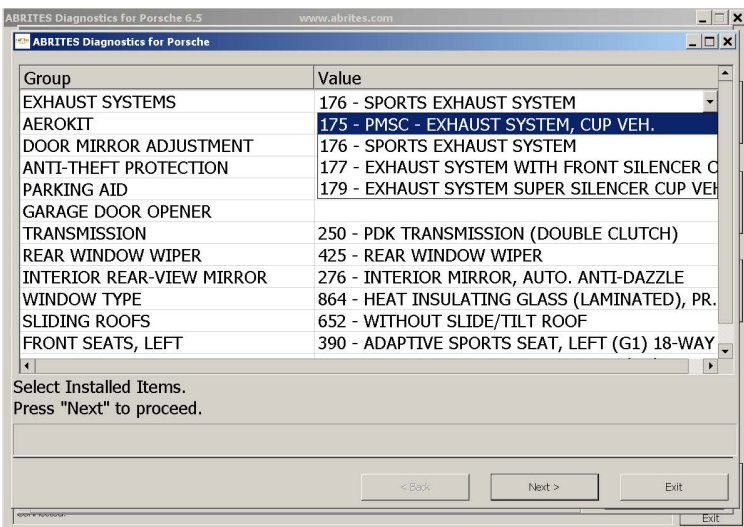 ABRITES Diagnostics for Porsche 6.5 www.abrites.com
ABRITES Diagnostics for Porsche
Group Value
EXHAUST SYSTEMS 176 - SPORTS EXHAUST SYSTEM
AEROKIT 175 - PMSC - EXHAUST SYSTEM, CUP VEH.
DOOR MIRROR ADJUSTMENT 176 - SPORTS EXHAUST SYSTEM
ANTI-THEFT PROTECTION 177 - EXHAUST SYSTEM WITH FRONT SILENCER C
PARKING AID 179 - EXHAUST SYSTEM SUPER SILENCER CUP VEH
GARAGE DOOR OPENER
TRANSMISSION 250 - PDK TRANSMISSION (DOUBLE CLUTCH)
REAR WINDOW WIPER 425 - REAR WINDOW WIPER
INTERIOR REAR-VIEW MIRROR 276 - INTERIOR MIRROR, AUTO. ANTI-DAZZLE
WINDOW TYPE 864 - HEAT INSULATING GLASS (LAMINATED), PR.
SLIDING ROOFS 652 - WITHOUT SLIDE/TILT ROOF
FRONT SEATS, LEFT 390 - ADAPTIVE SPORTS SEAT, LEFT (G1) 18-WAY
Select Installed Items.
Press "Next" to proceed.
< Back Next > Exit
Exit